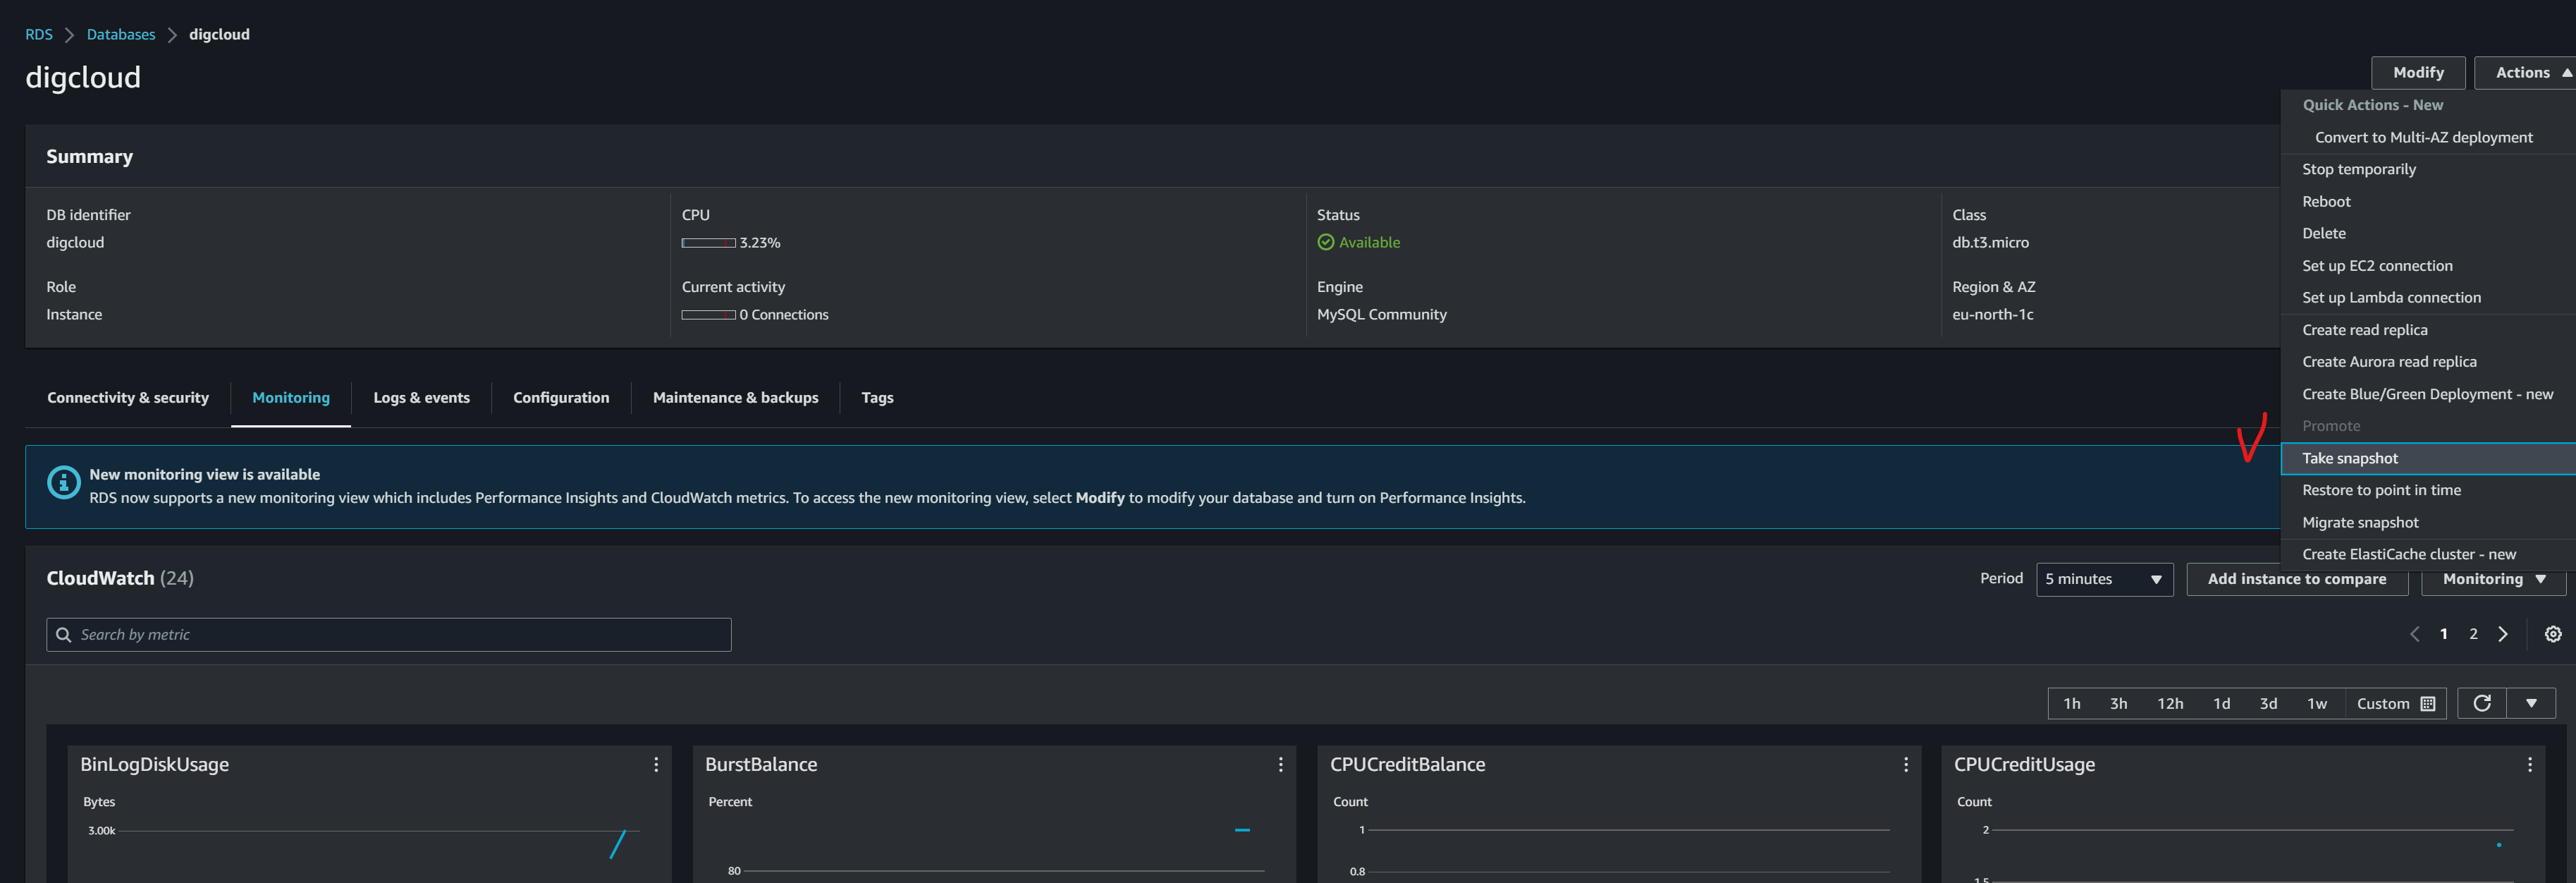 RDS > Databases > digcloud
digcloud
Modify
Actions
Quick Actions - New
Convert to Multi-AZ deployment
Stop temporarily
Reboot
Delete
Set up EC2 connection
Set up Lambda connection
Create read replica
Create Aurora read replica
Create Blue/Green Deployment - new
Promote
Take snapshot
Restore to point in time
Migrate snapshot
Create ElastiCache cluster - new
Summary
DB identifier
digcloud
CPU
3.23%
Status
Available
Class
db.t3.micro
Role
Instance
Current activity
0 Connections
Engine
MySQL Community
Region & AZ
eu-north-1c
Connectivity & security
Monitoring
Logs & events
Configuration
Maintenance & backups
Tags
New monitoring view is available
RDS now supports a new monitoring view which includes Performance Insights and CloudWatch metrics. To access the new monitoring view, select Modify to modify your database and turn on Performance Insights.
CloudWatch (24)
Period
5 minutes
Add instance to compare
Monitoring
Search by metric
1 2
1h 3h 12h 1d 3d 1w Custom
BinLogDiskUsage
Bytes
3.00k
BurstBalance
Percent
80
CPUCreditBalance
Count
1
0.8
CPUCreditUsage
Count
2
1.5